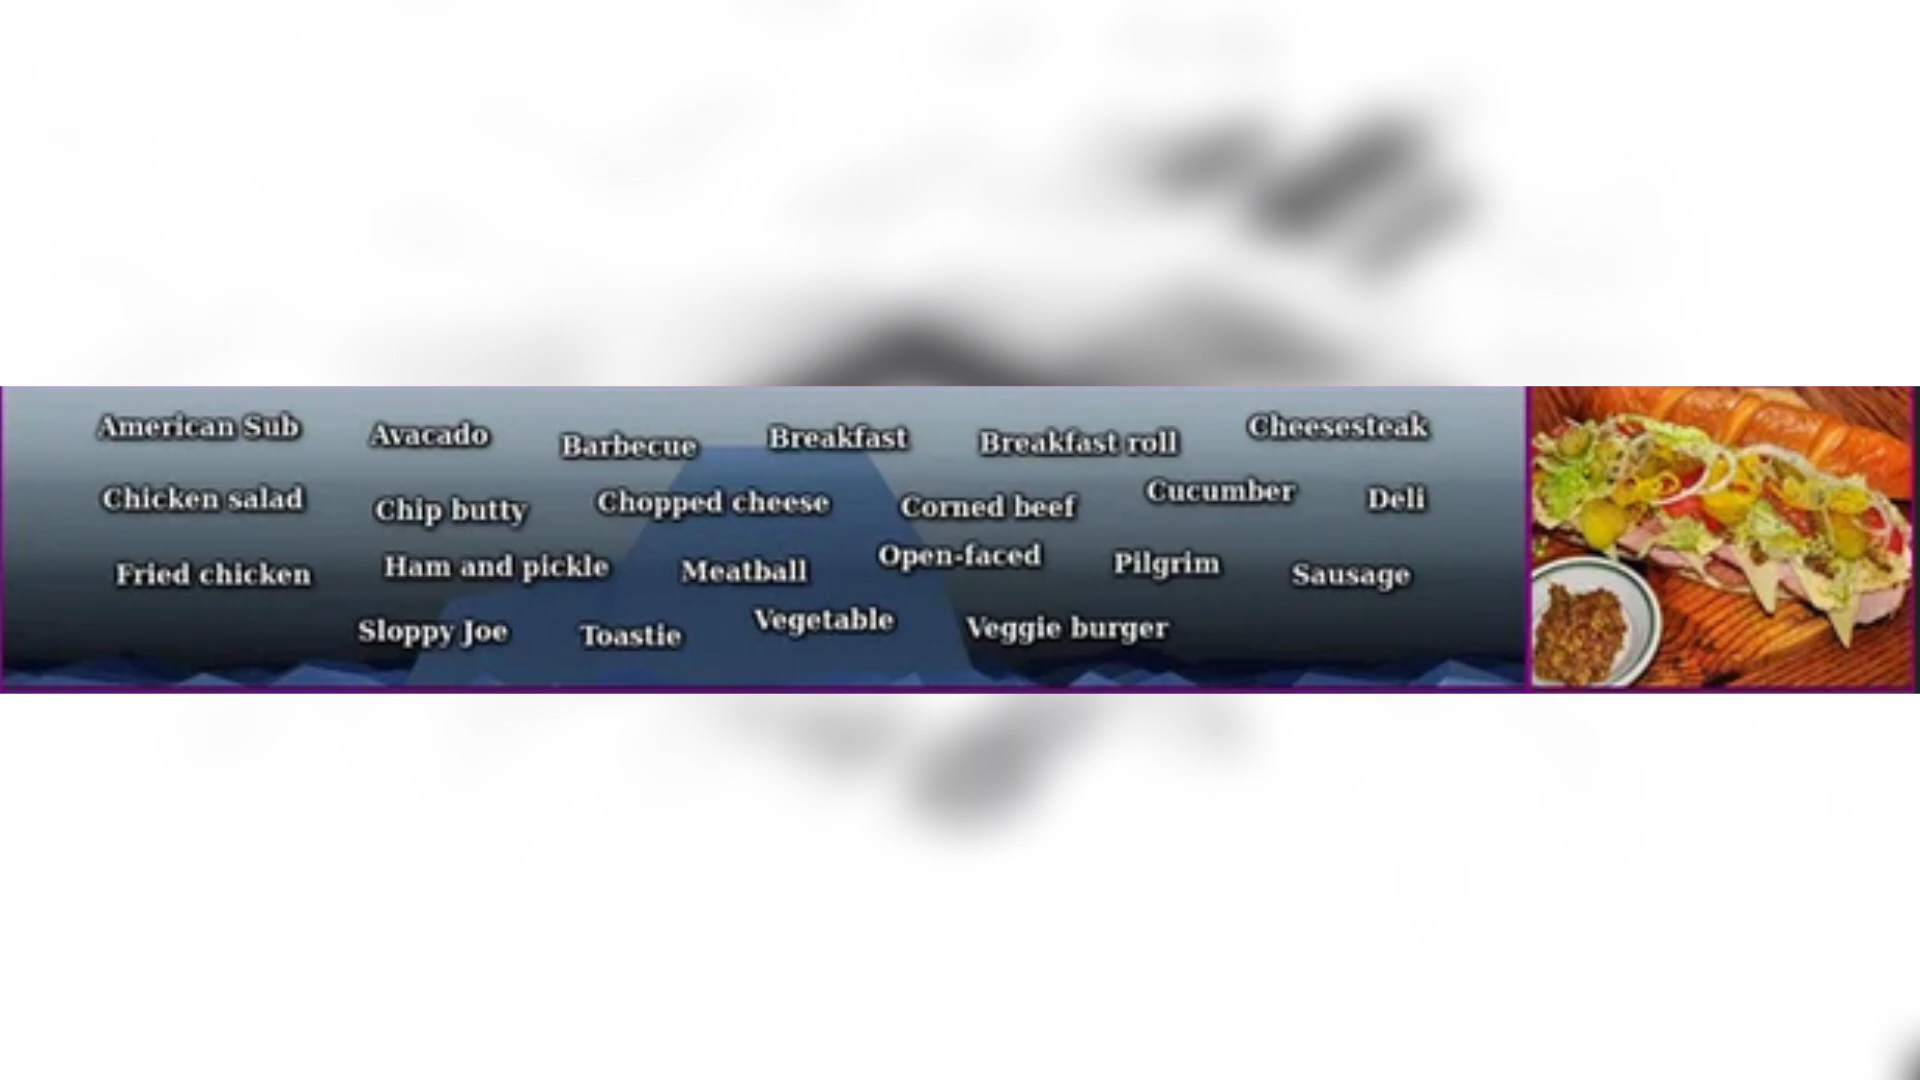 American Sub Avacado Barbecue Breakfast Breakfast roll Cheesesteak
Chicken salad Chip butty Chopped cheese Corned beef Cucumber Deli
Fried chicken Ham and pickle Meatball Open-faced Pilgrim Sausage
Sloppy Joe Toastie Vegetable Veggie burger